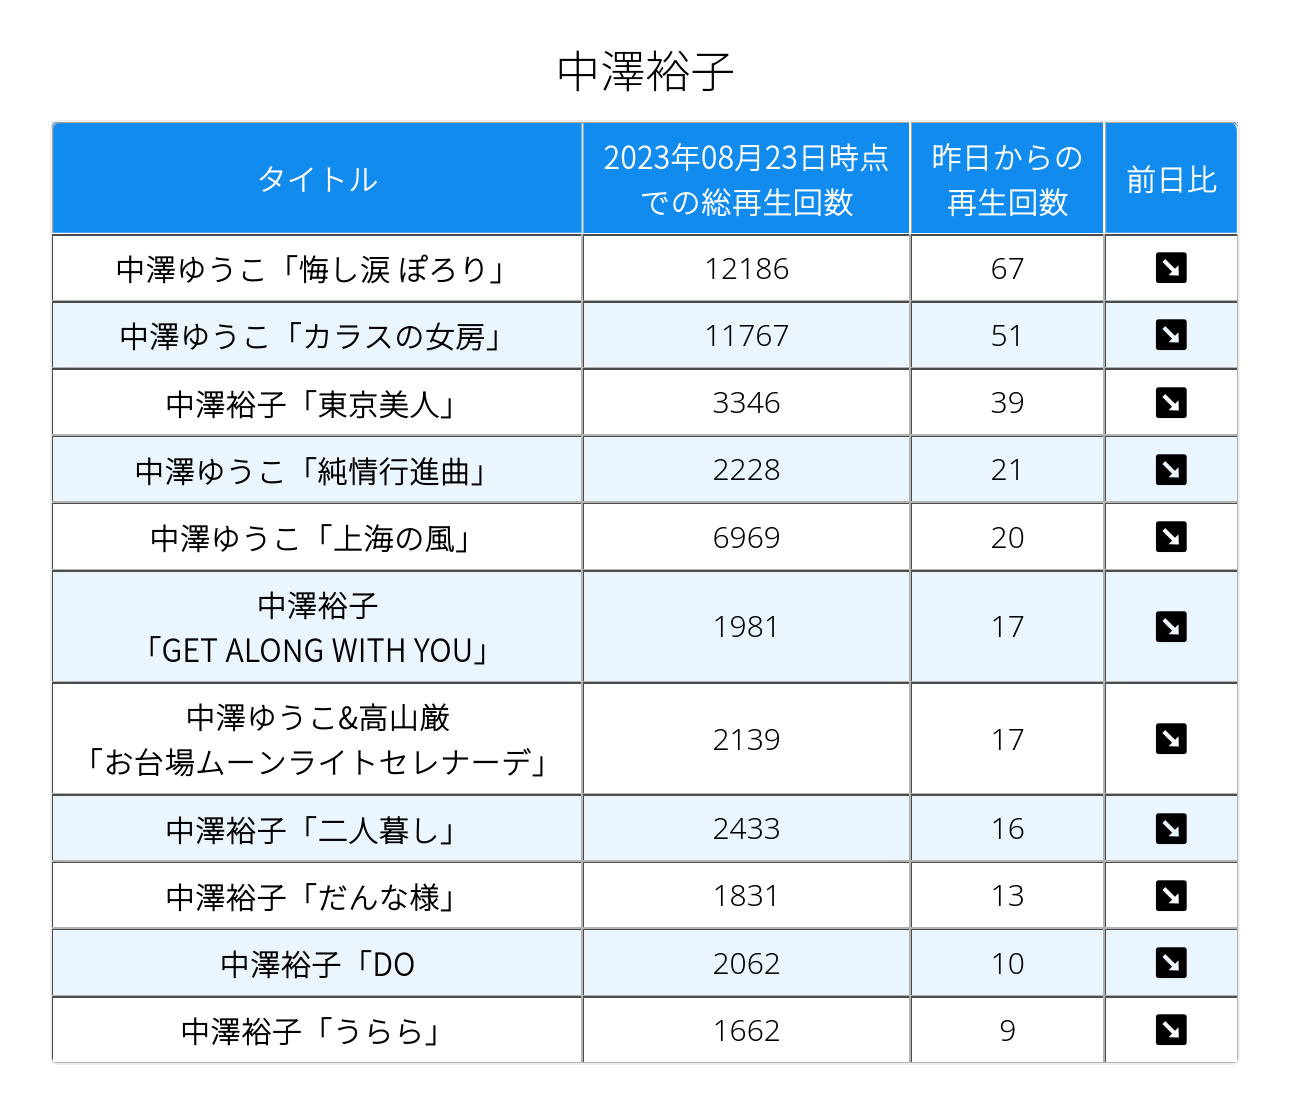 中澤裕子
タイトル
2023年08月23日時点
での総再生回数
昨日からの
再生回数
前日比
中澤ゆうこ「悔し涙 ぽろり」
12186
67
中澤ゆうこ「カラスの女房」
11767
51
中澤裕子「東京美人」
3346
39
中澤ゆうこ「純情行進曲」
2228
21
中澤ゆうこ「上海の風」
6969
20
中澤裕子
「GET ALONG WITH YOU」
1981
17
中澤ゆうこ&高山厳
「お台場ムーンライトセレナーデ」
2139
17
中澤裕子「二人暮し」
2433
16
中澤裕子「だんな様」
1831
13
中澤裕子「DO
2062
10
中澤裕子「うらら」
1662
9